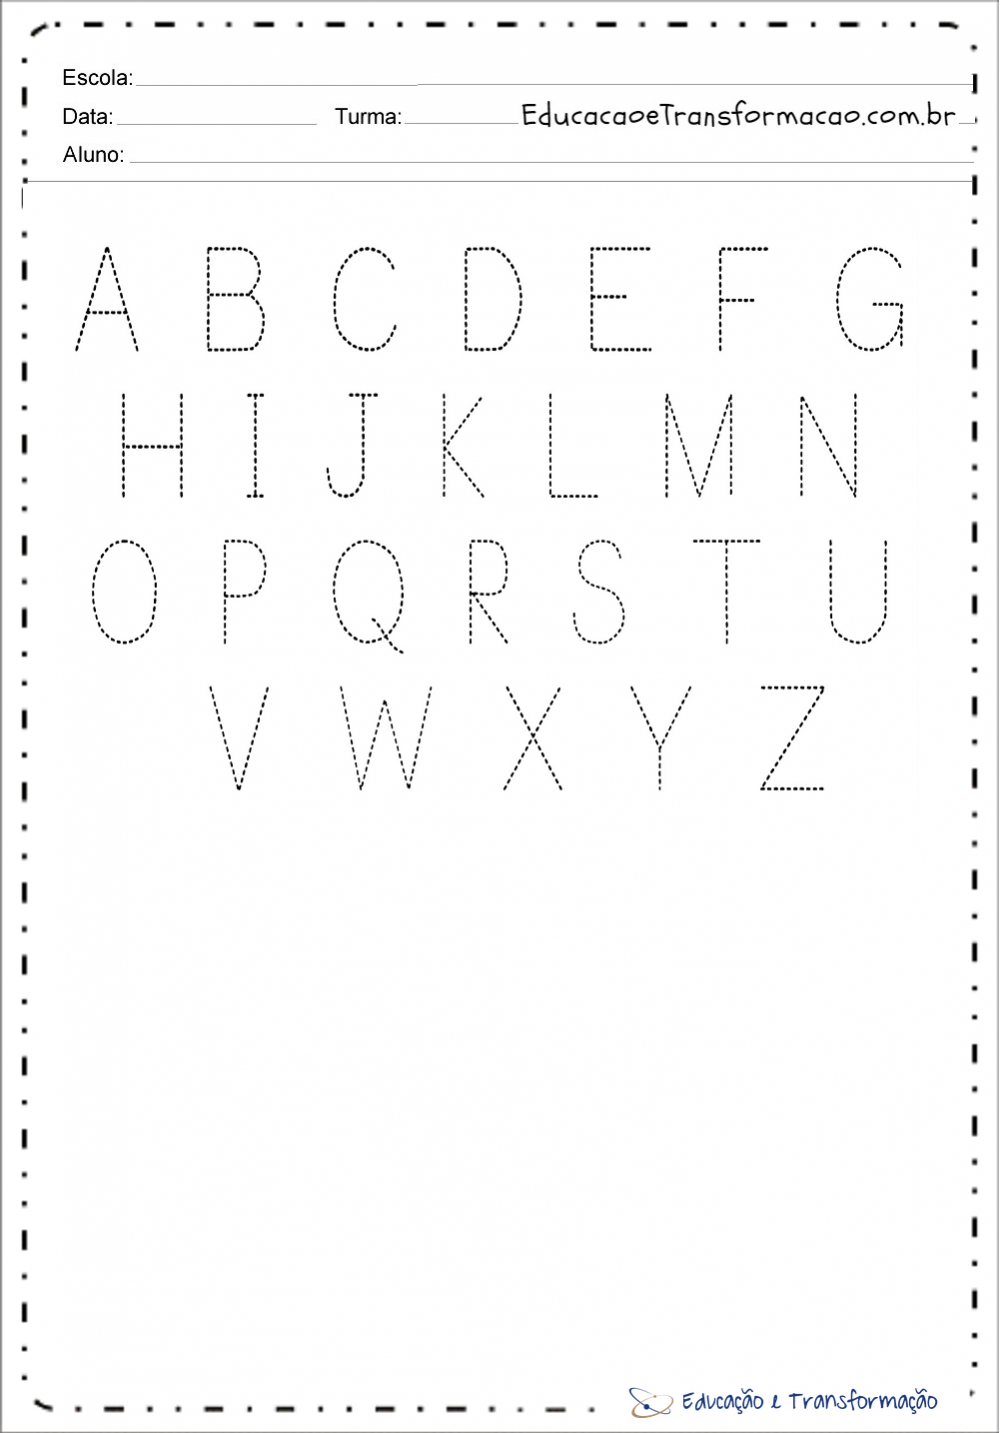 Escola:
Data: Turma: EducacaoeTransformacao.com.br
Aluno:
A B C D E F G
H I J K L M N
O P Q R S T U
V W X Y Z
Educação e Transformação